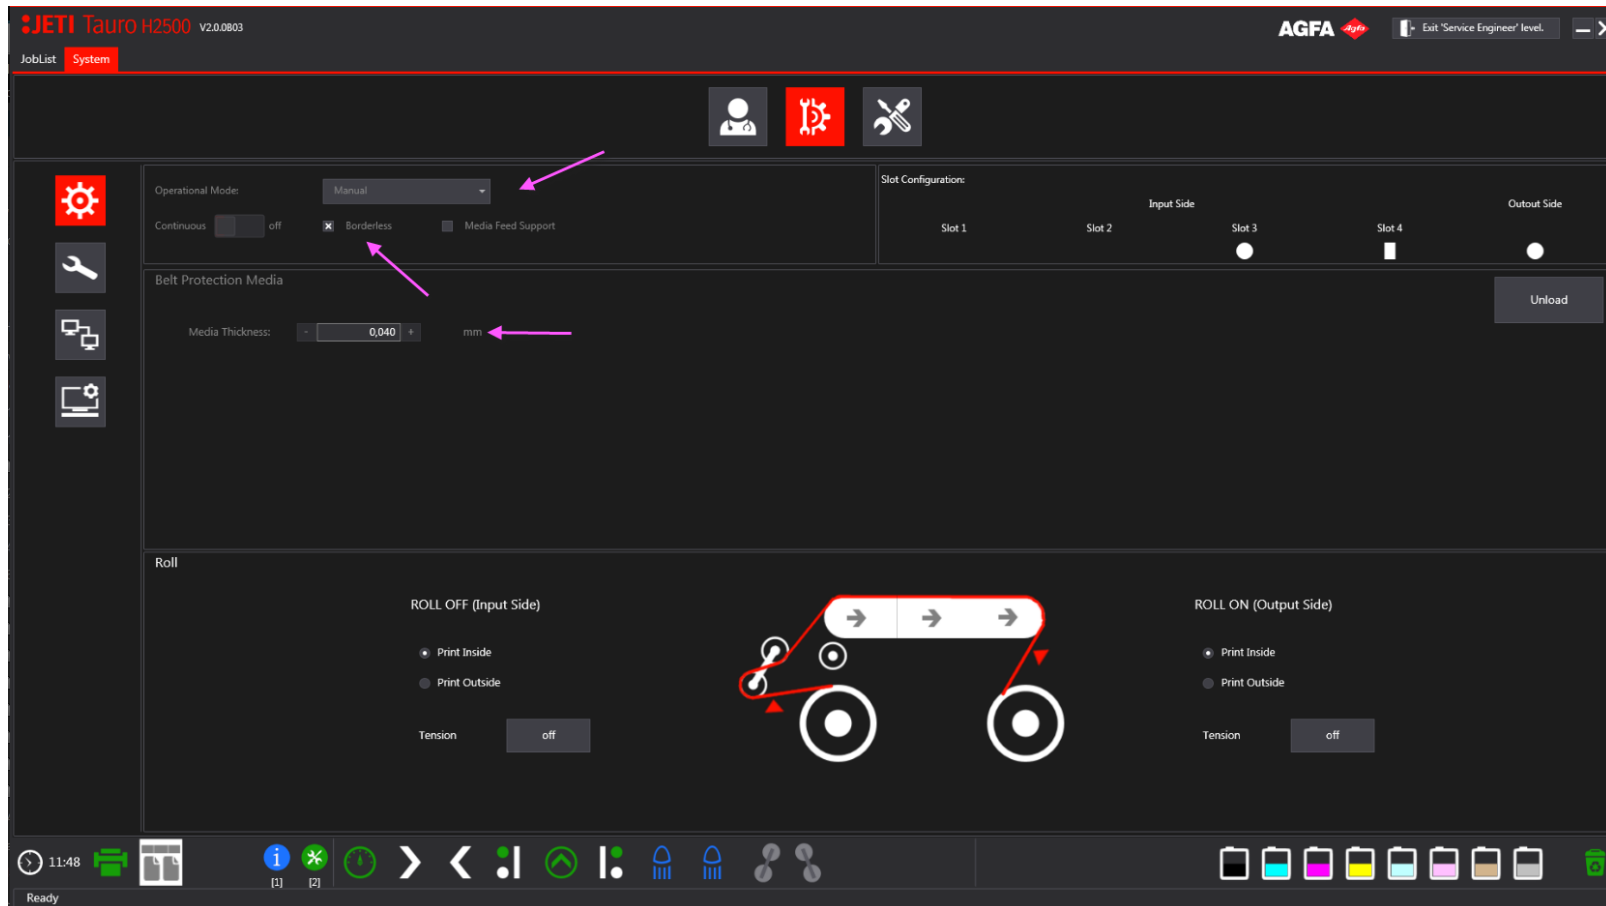 JETI Tauro H2500 V2.0.0B03
AGFA Agfa
Exit 'Service Engineer' level.
JobList System
Operational Mode: Manual
Continuous off Borderless Media Feed Support
Slot Configuration:
Input Side Outout Side
Slot 1 Slot 2 Slot 3 Slot 4
Belt Protection Media
Unload
Media Thickness: - 0,040 + mm
Roll
ROLL OFF (Input Side) ROLL ON (Output Side)
Print Inside Print Inside
Print Outside Print Outside
Tension off Tension off
11:48
[1] [2]
Ready